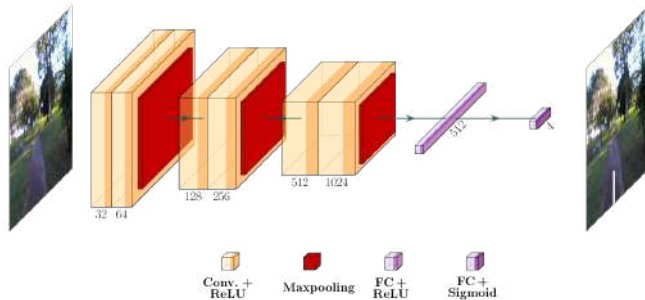 32 64
128 256
512 1024
512
4
Conv. +
ReLU
Maxpooling
FC +
ReLU
FC +
Sigmoid